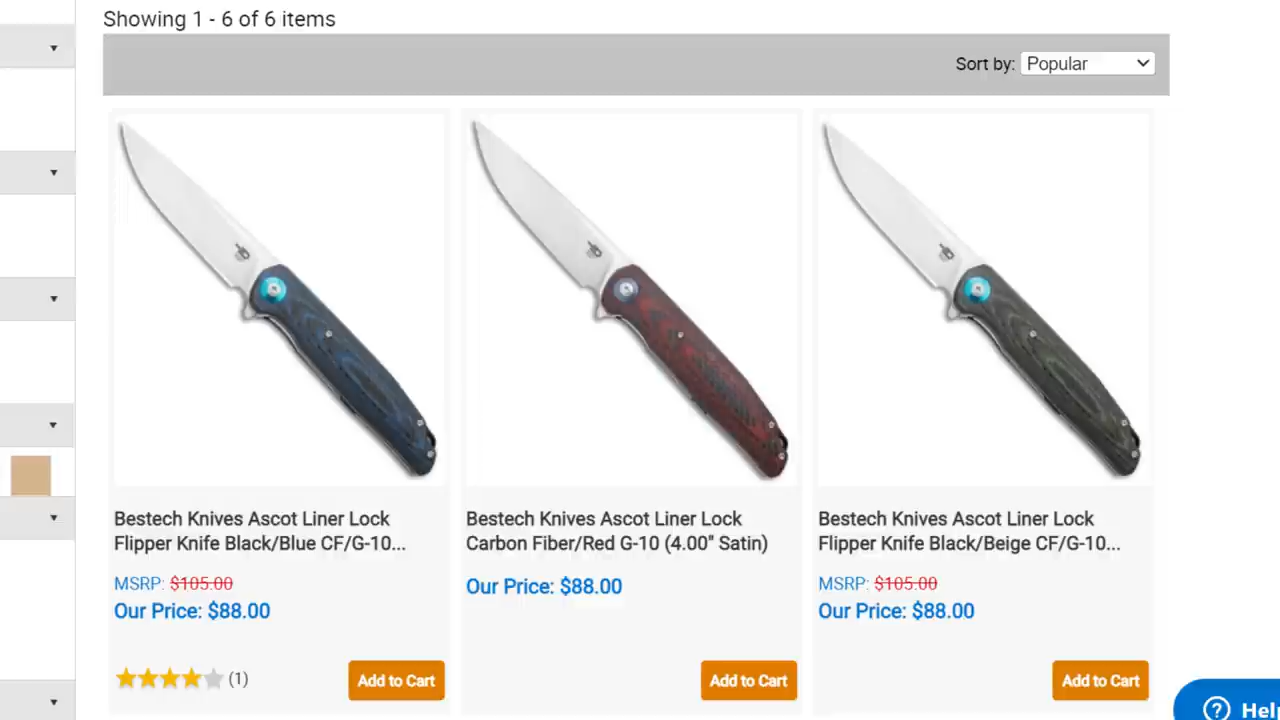 Showing 1 - 6 of 6 items
Sort by: Popular
Bestech Knives Ascot Liner Lock
Flipper Knife Black/Blue CF/G-10...
MSRP: $105.00
Our Price: $88.00
(1)
Add to Cart
Bestech Knives Ascot Liner Lock
Carbon Fiber/Red G-10 (4.00" Satin)
Our Price: $88.00
Add to Cart
Bestech Knives Ascot Liner Lock
Flipper Knife Black/Beige CF/G-10...
MSRP: $105.00
Our Price: $88.00
Add to Cart
? Help